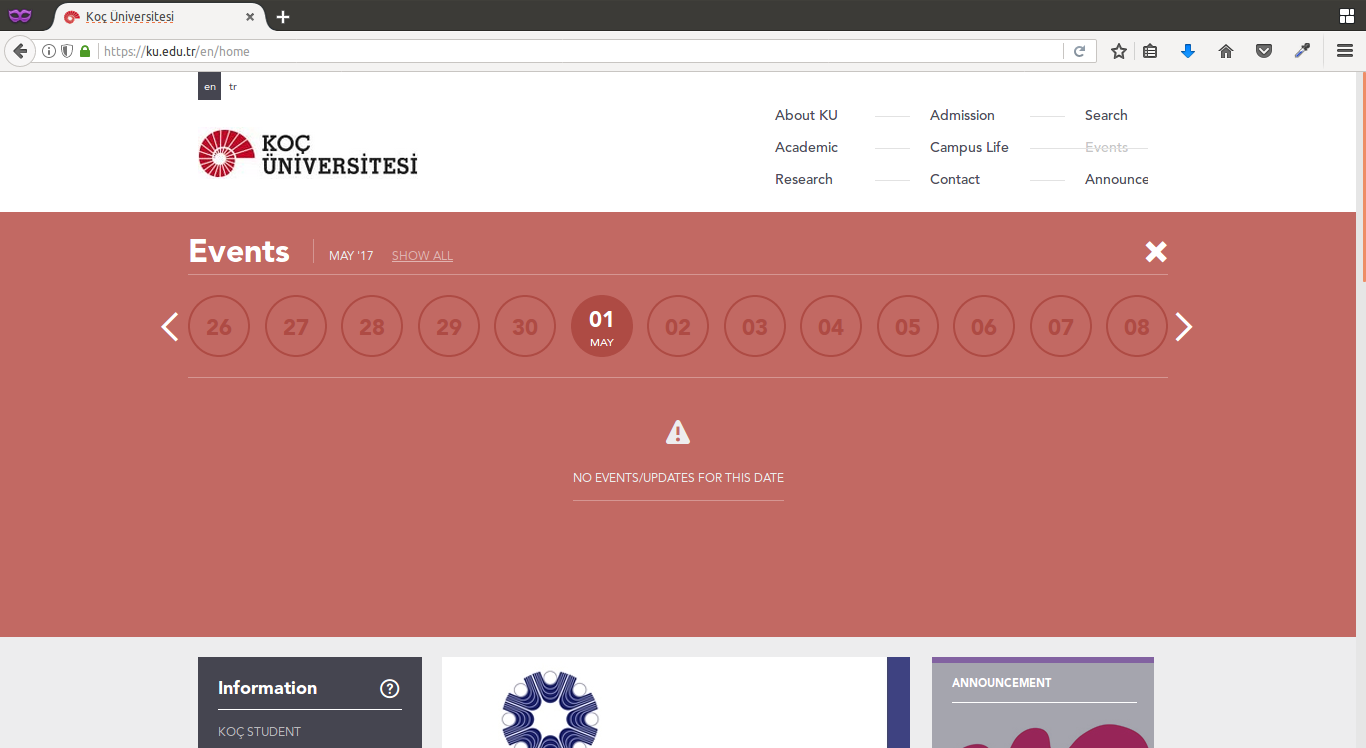 Koç Üniversitesi
https://ku.edu.tr/en/home
en tr
KOÇ
ÜNİVERSİTESİ
About KU Admission Search
Academic Campus Life Events
Research Contact Announce
Events MAY '17 SHOW ALL
26 27 28 29 30 01 02 03 04 05 06 07 08
MAY
NO EVENTS/UPDATES FOR THIS DATE
Information
ANNOUNCEMENT
KOÇ STUDENT